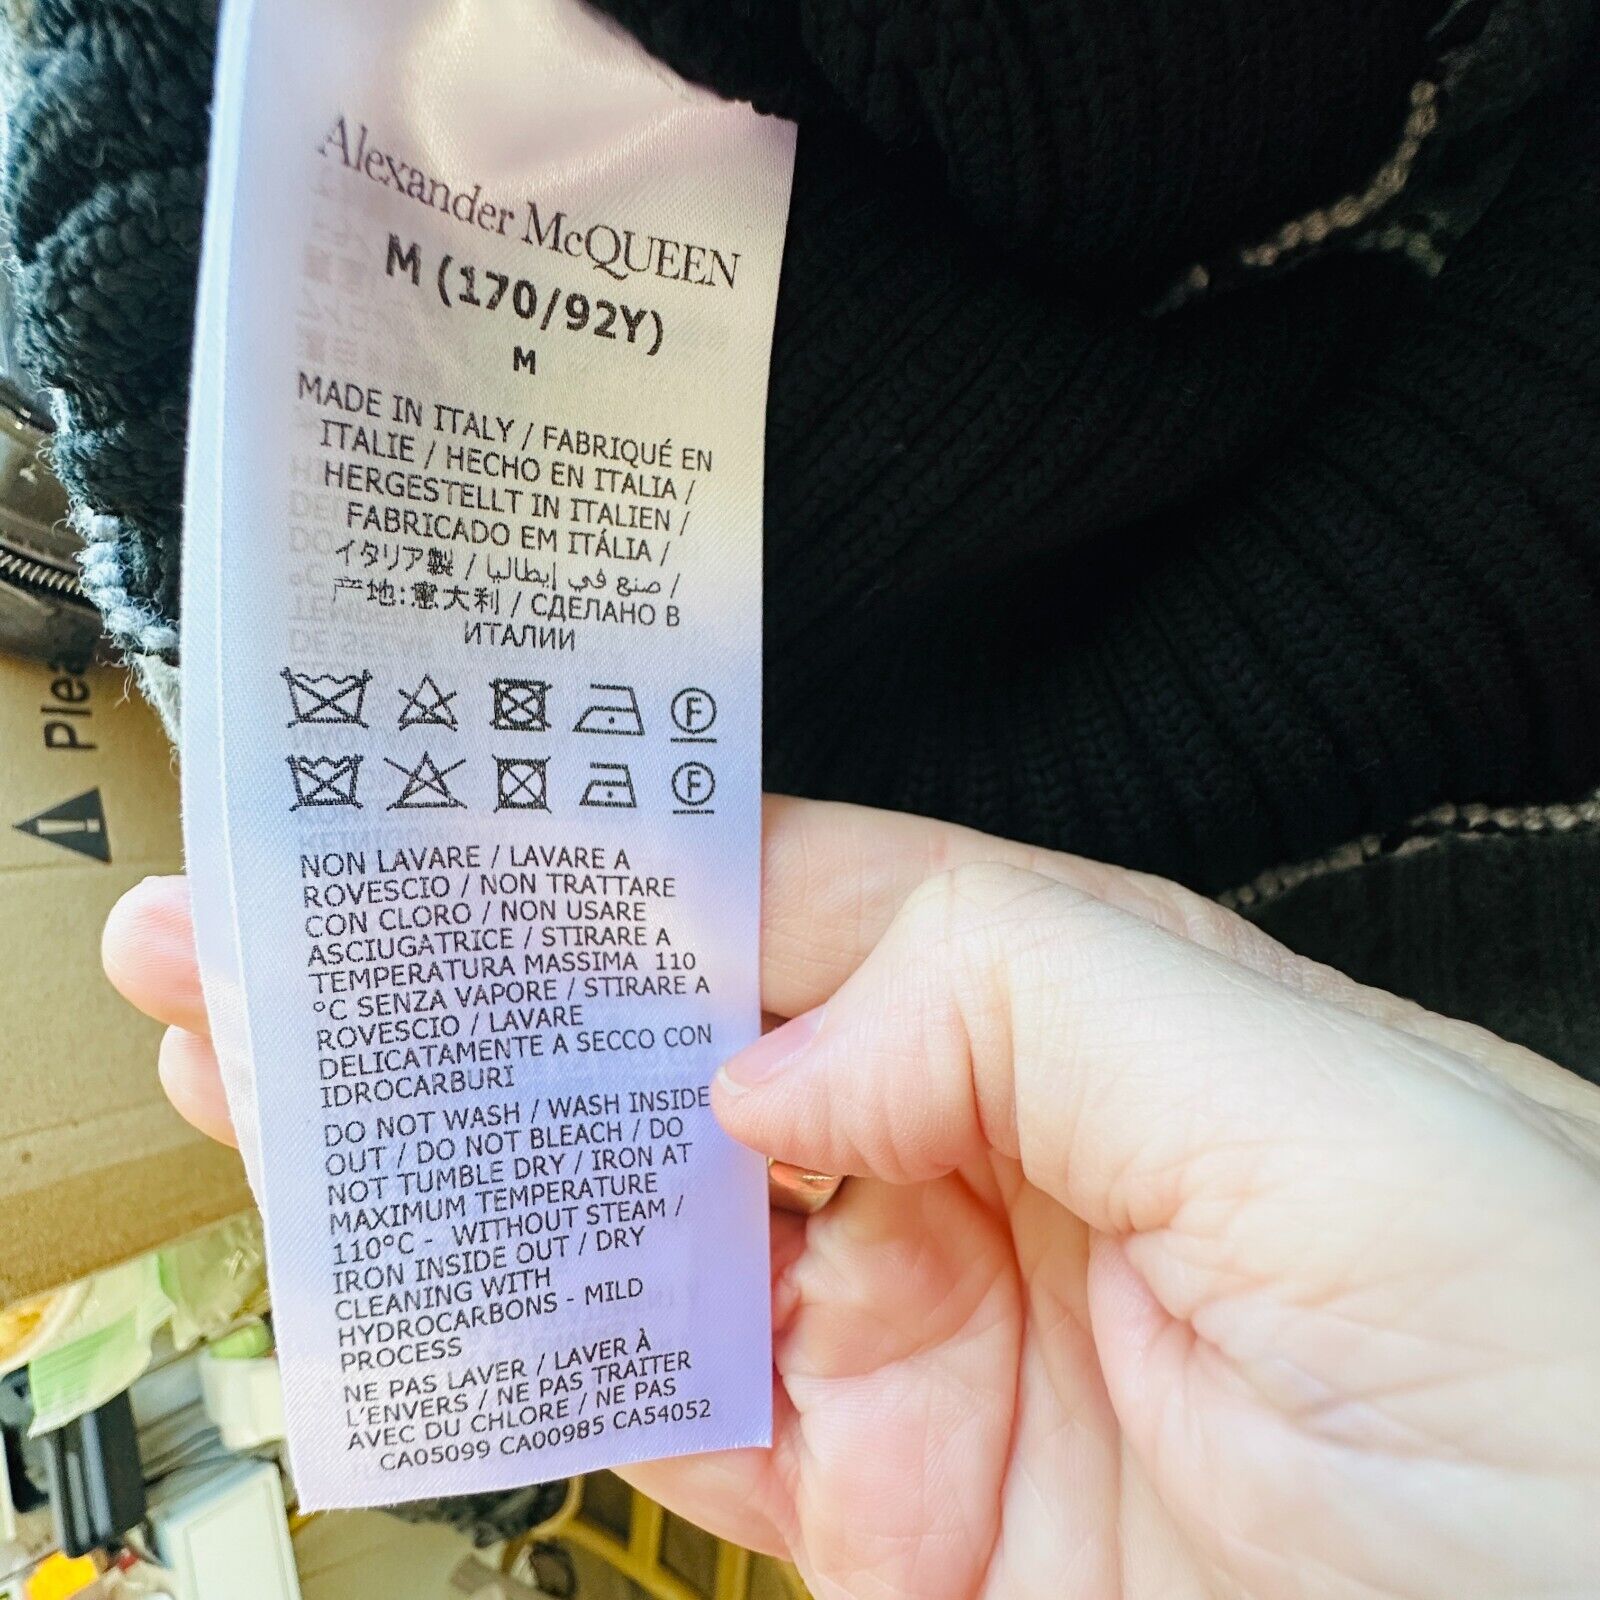 Alexander McQUEEN
M (170/92Y)
M
MADE IN ITALY / FABRIQUÉ EN
ITALIE / HECHO EN ITALIA /
HERGESTELLT IN ITALIEN /
FABRICADO EM ITÁLIA /
イタリア製 / صنع في إيطاليا /
产地:意大利 / СДЕЛАНО В
ИТАЛИИ
F
F
NON LAVARE / LAVARE A
ROVESCIO / NON TRATTARE
CON CLORO / NON USARE
ASCIUGATRICE / STIRARE A
TEMPERATURA MASSIMA 110
°C SENZA VAPORE / STIRARE A
ROVESCIO / LAVARE
DELICATAMENTE A SECCO CON
IDROCARBURI
DO NOT WASH / WASH INSIDE
OUT / DO NOT BLEACH / DO
NOT TUMBLE DRY / IRON AT
MAXIMUM TEMPERATURE
110°C - WITHOUT STEAM /
IRON INSIDE OUT / DRY
CLEANING WITH
HYDROCARBONS - MILD
PROCESS
NE PAS LAVER / LAVER À
L'ENVERS / NE PAS TRAITER
AVEC DU CHLORE / NE PAS
CA05099 CA00985 CA54052